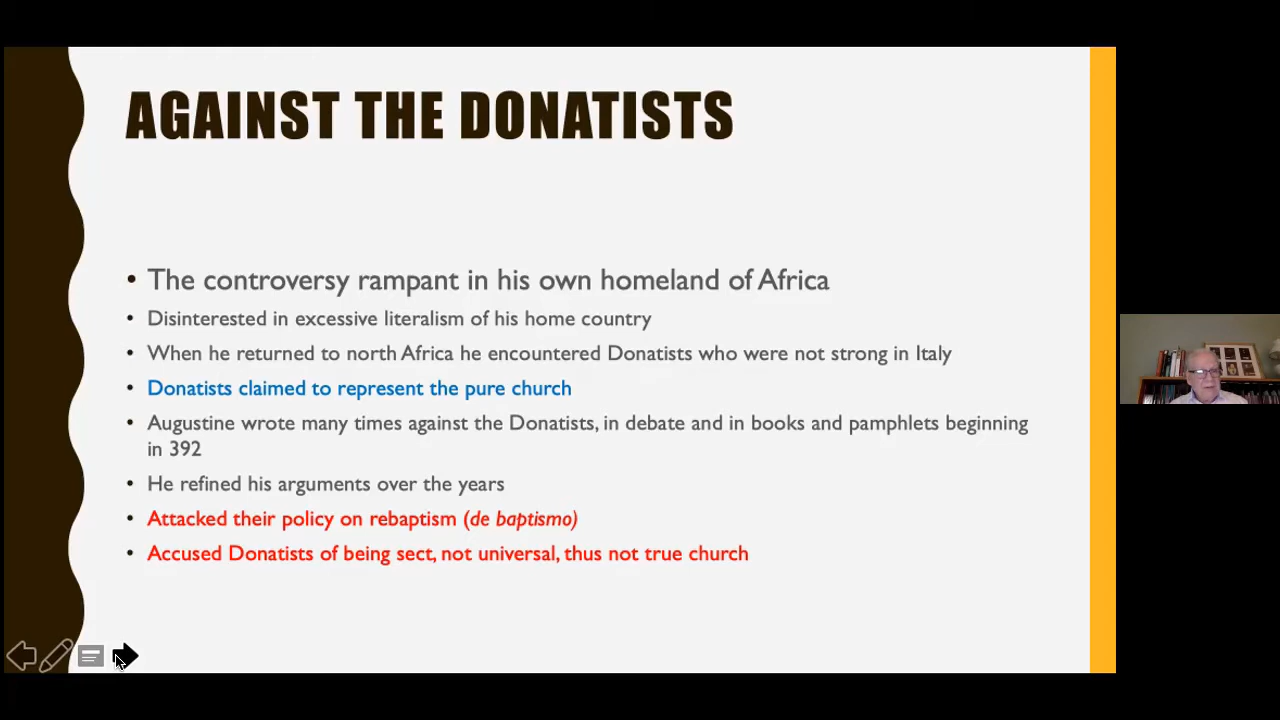 AGAINST THE DONATISTS
• The controversy rampant in his own homeland of Africa
• Disinterested in excessive literalism of his home country
• When he returned to north Africa he encountered Donatists who were not strong in Italy
• Donatists claimed to represent the pure church
• Augustine wrote many times against the Donatists, in debate and in books and pamphlets beginning
in 392
• He refined his arguments over the years
• Attacked their policy on rebaptism (de baptismo)
• Accused Donatists of being sect, not universal, thus not true church